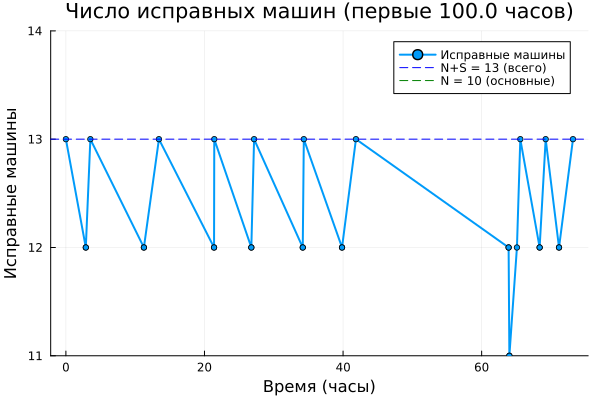 Число исправных машин (первые 100.0 часов)
Исправные машины
N+S = 13 (всего)
N = 10 (основные)
14
13
12
11
0
20
40
60
Исправные машины
Время (часы)